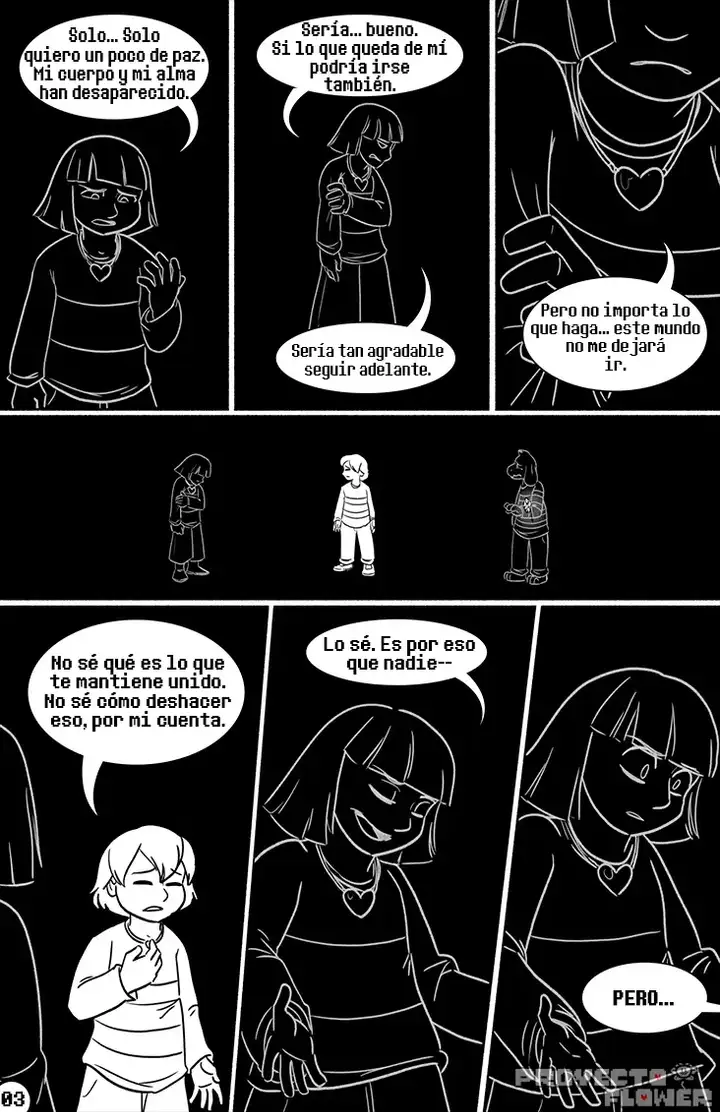 Solo... Solo
quiero un poco de paz.
Mi cuerpo y mi alma
han desaparecido.
Sería... bueno.
Si lo que queda de mí
podría irse
también.
Sería tan agradable
seguir adelante.
Pero no importa lo
que haga... este mundo
no me dejará
ir.
No sé qué es lo que
te mantiene unido.
No sé cómo deshacer
eso, por mi cuenta.
Lo sé. Es por eso
que nadie--
PERO...
03
PROYECTO
FLOWER